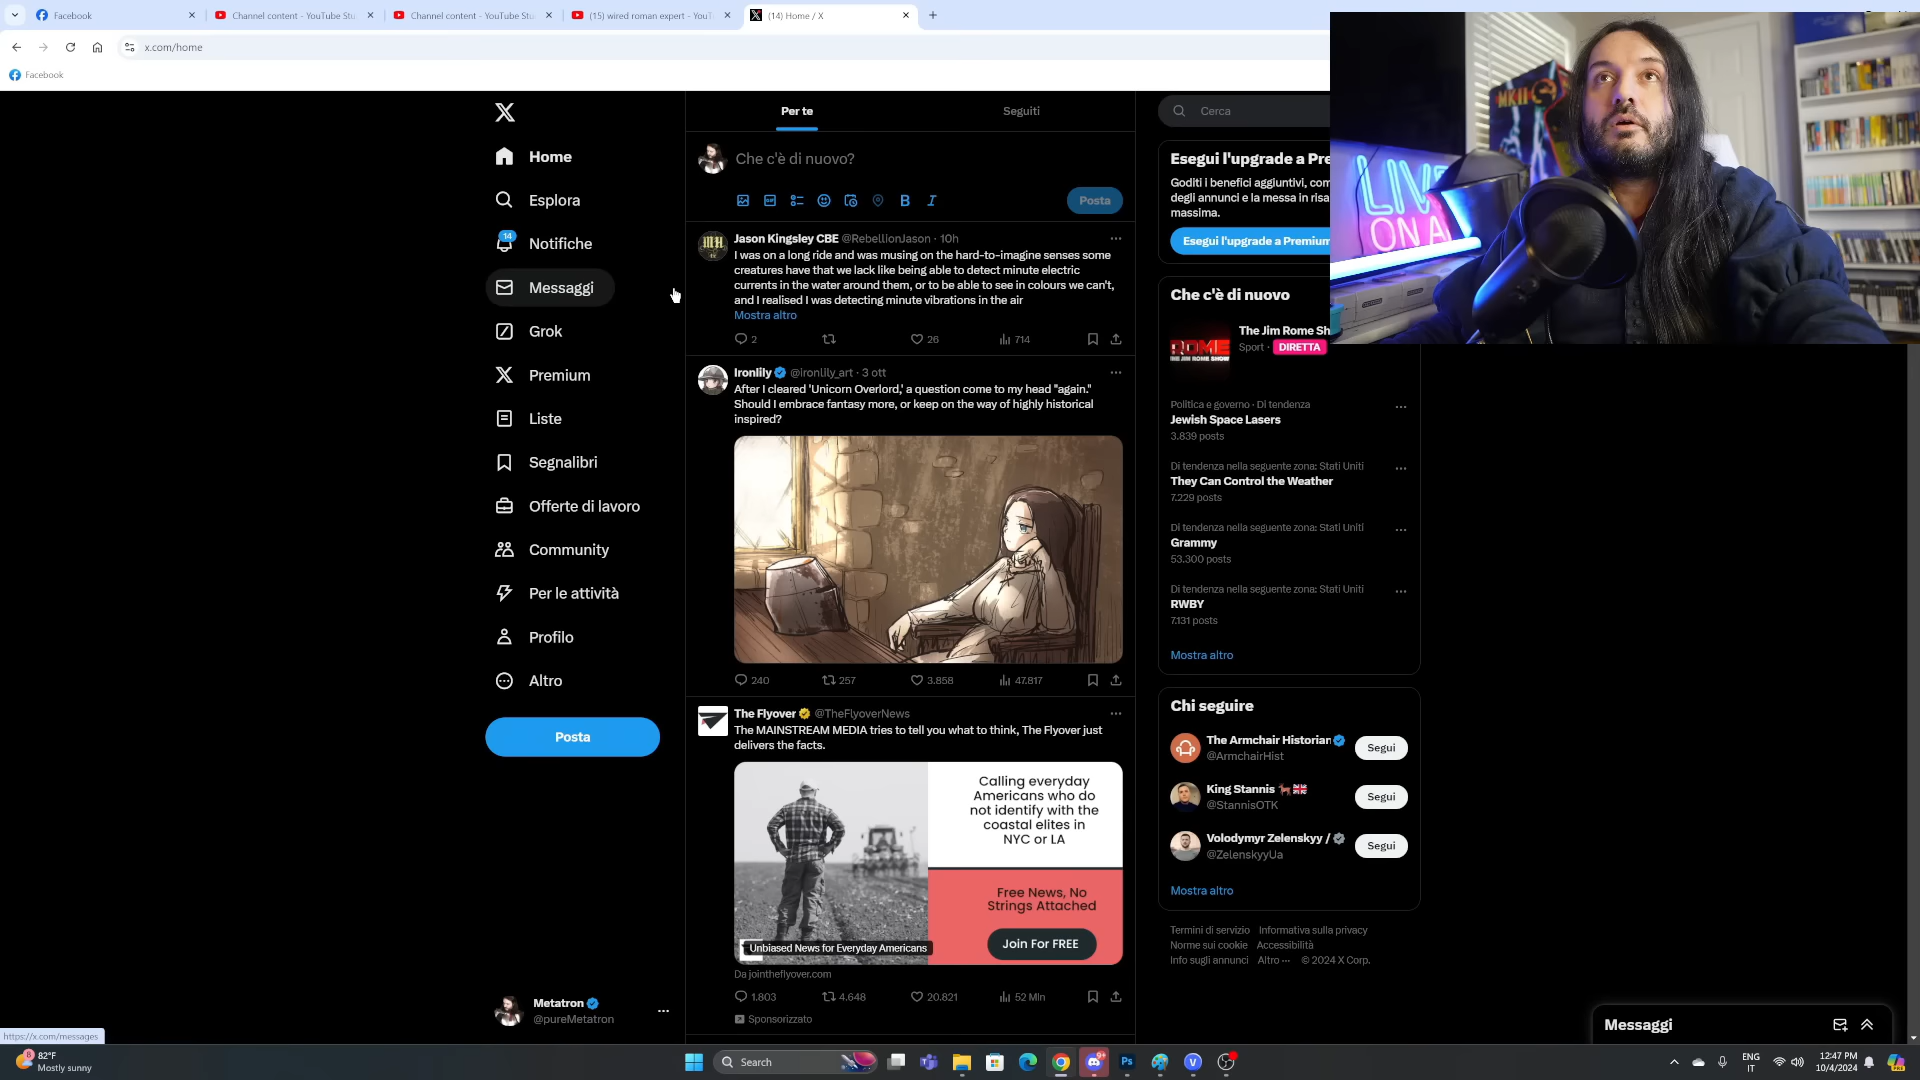 Facebook
Channel content - YouTube Stu
Channel content - YouTube Stu
(15) wired roman expert - YouT
(14) Home / X
x.com/home
Facebook
Home
Esplora
14
Notifiche
Messaggi
Grok
Premium
Liste
Segnalibri
Offerte di lavoro
Community
Per le attività
Profilo
Altro
Posta
Metatron
@pureMetatron
https://x.com/messages
Per te
Seguiti
Che c'è di nuovo?
Posta
Jason Kingsley CBE @RebellionJason · 10h
I was on a long ride and was musing on the hard-to-imagine senses some
creatures have that we lack like being able to detect minute electric
currents in the water around them, or to be able to see in colours we can't,
and I realised I was detecting minute vibrations in the air
Mostra altro
2 26 714
Ironlily @ironlily_art · 3 ott
After I cleared 'Unicorn Overlord,' a question come to my head "again."
Should I embrace fantasy more, or keep on the way of highly historical
inspired?
240 257 3.858 47.817
The Flyover @TheFlyoverNews
The MAINSTREAM MEDIA tries to tell you what to think, The Flyover just
delivers the facts.
Calling everyday
Americans who do
not identify with the
coastal elites in
NYC or LA
Free News, No
Strings Attached
Join For FREE
Unbiased News for Everyday Americans
Da jointheflyover.com
1.803 4.648 20.821 52 Mln
Sponsorizzato
Cerca
Esegui l'upgrade a Pre
Goditi i benefici aggiuntivi, com
degli annunci e la messa in risa
massima.
Esegui l'upgrade a Premium
Che c'è di nuovo
ROME
THE JIM ROME SHOW
The Jim Rome Sh
Sport · DIRETTA
Politica e governo · Di tendenza
Jewish Space Lasers
3.839 posts
Di tendenza nella seguente zona: Stati Uniti
They Can Control the Weather
7.229 posts
Di tendenza nella seguente zona: Stati Uniti
Grammy
53.300 posts
Di tendenza nella seguente zona: Stati Uniti
RWBY
7.131 posts
Mostra altro
Chi seguire
The Armchair Historian
@ArmchairHist
Segui
King Stannis
@StannisOTK
Segui
Volodymyr Zelenskyy /
@ZelenskyyUa
Segui
Mostra altro
Termini di servizio Informativa sulla privacy
Norme sui cookie Accessibilità
Info sugli annunci Altro ··· © 2024 X Corp.
Messaggi
MKII
LIV
ON A
82°F
Mostly sunny
Search
ENG
IT
12:47 PM
10/4/2024